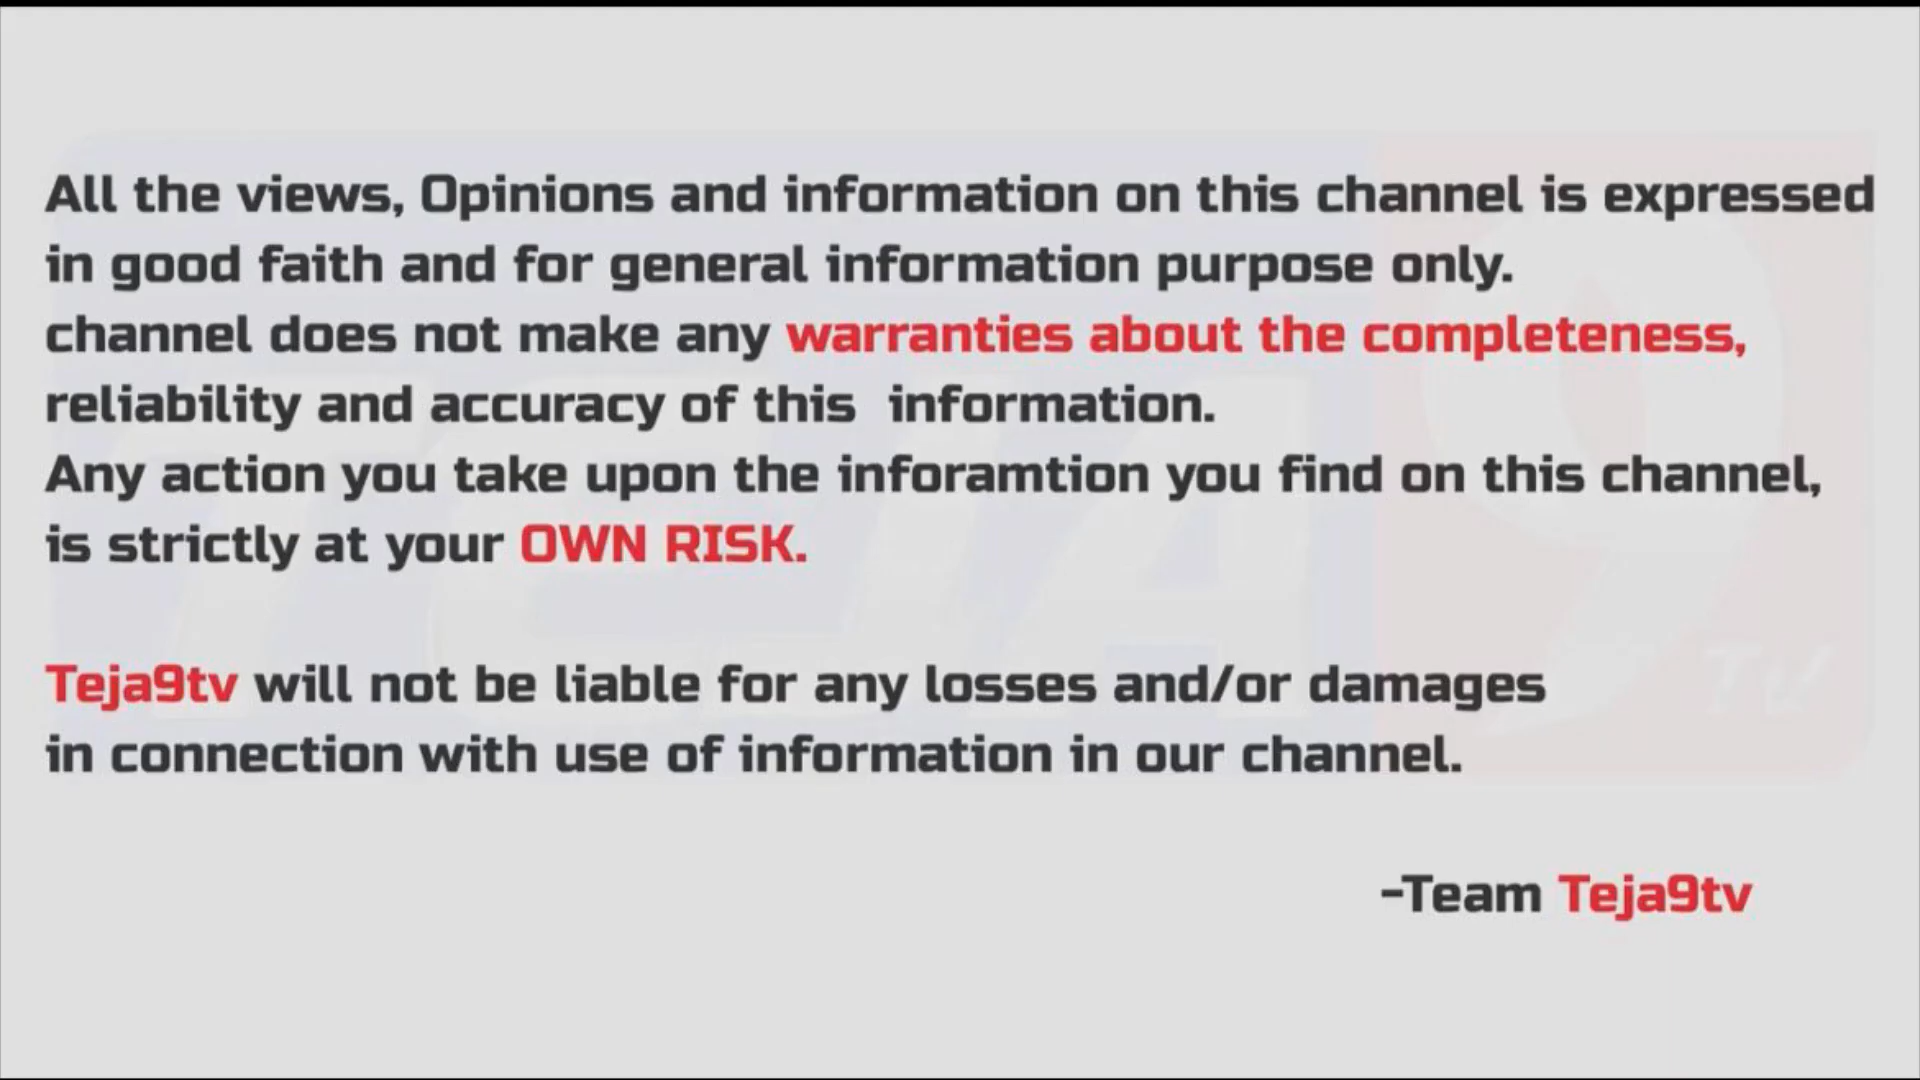 All the views, Opinions and information on this channel is expressed
in good faith and for general information purpose only.
channel does not make any warranties about the completeness,
reliability and accuracy of this  information.
Any action you take upon the inforamtion you find on this channel,
is strictly at your OWN RISK.
Teja9tv will not be liable for any losses and/or damages
in connection with use of information in our channel.
-Team Teja9tv
TEJA 9 TV